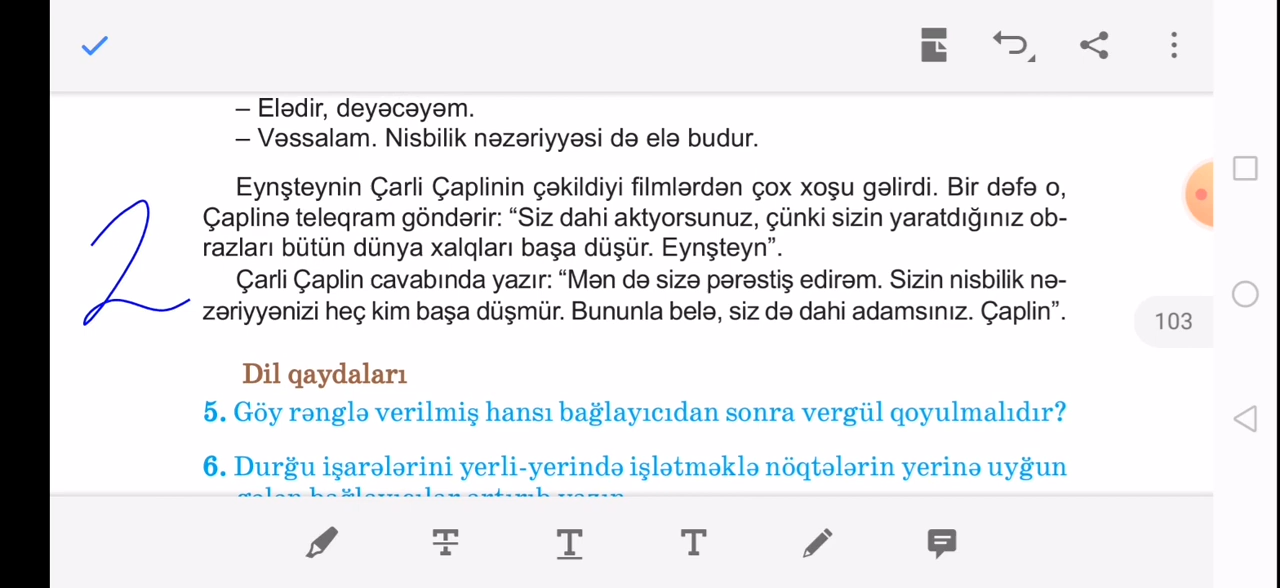 – Elədir, deyəcəyəm.
– Vəssalam. Nisbilik nəzəriyyəsi də elə budur.
Eynşteynin Çarli Çaplinin çəkildiyi filmlərdən çox xoşu gəlirdi. Bir dəfə o,
Çaplinə teleqram göndərir: “Siz dahi aktyorsunuz, çünki sizin yaratdığınız ob-
razları bütün dünya xalqları başa düşür. Eynşteyn”.
Çarli Çaplin cavabında yazır: “Mən də sizə pərəstiş edirəm. Sizin nisbilik nə-
zəriyyənizi heç kim başa düşmür. Bununla belə, siz də dahi adamsınız. Çaplin”.
2
103
Dil qaydaları
5. Göy rənglə verilmiş hansı bağlayıcıdan sonra vergül qoyulmalıdır?
6. Durğu işarələrini yerli-yerində işlətməklə nöqtələrin yerinə uyğun
gələn bağlayıcılar artırıb yazın.
T
T
T